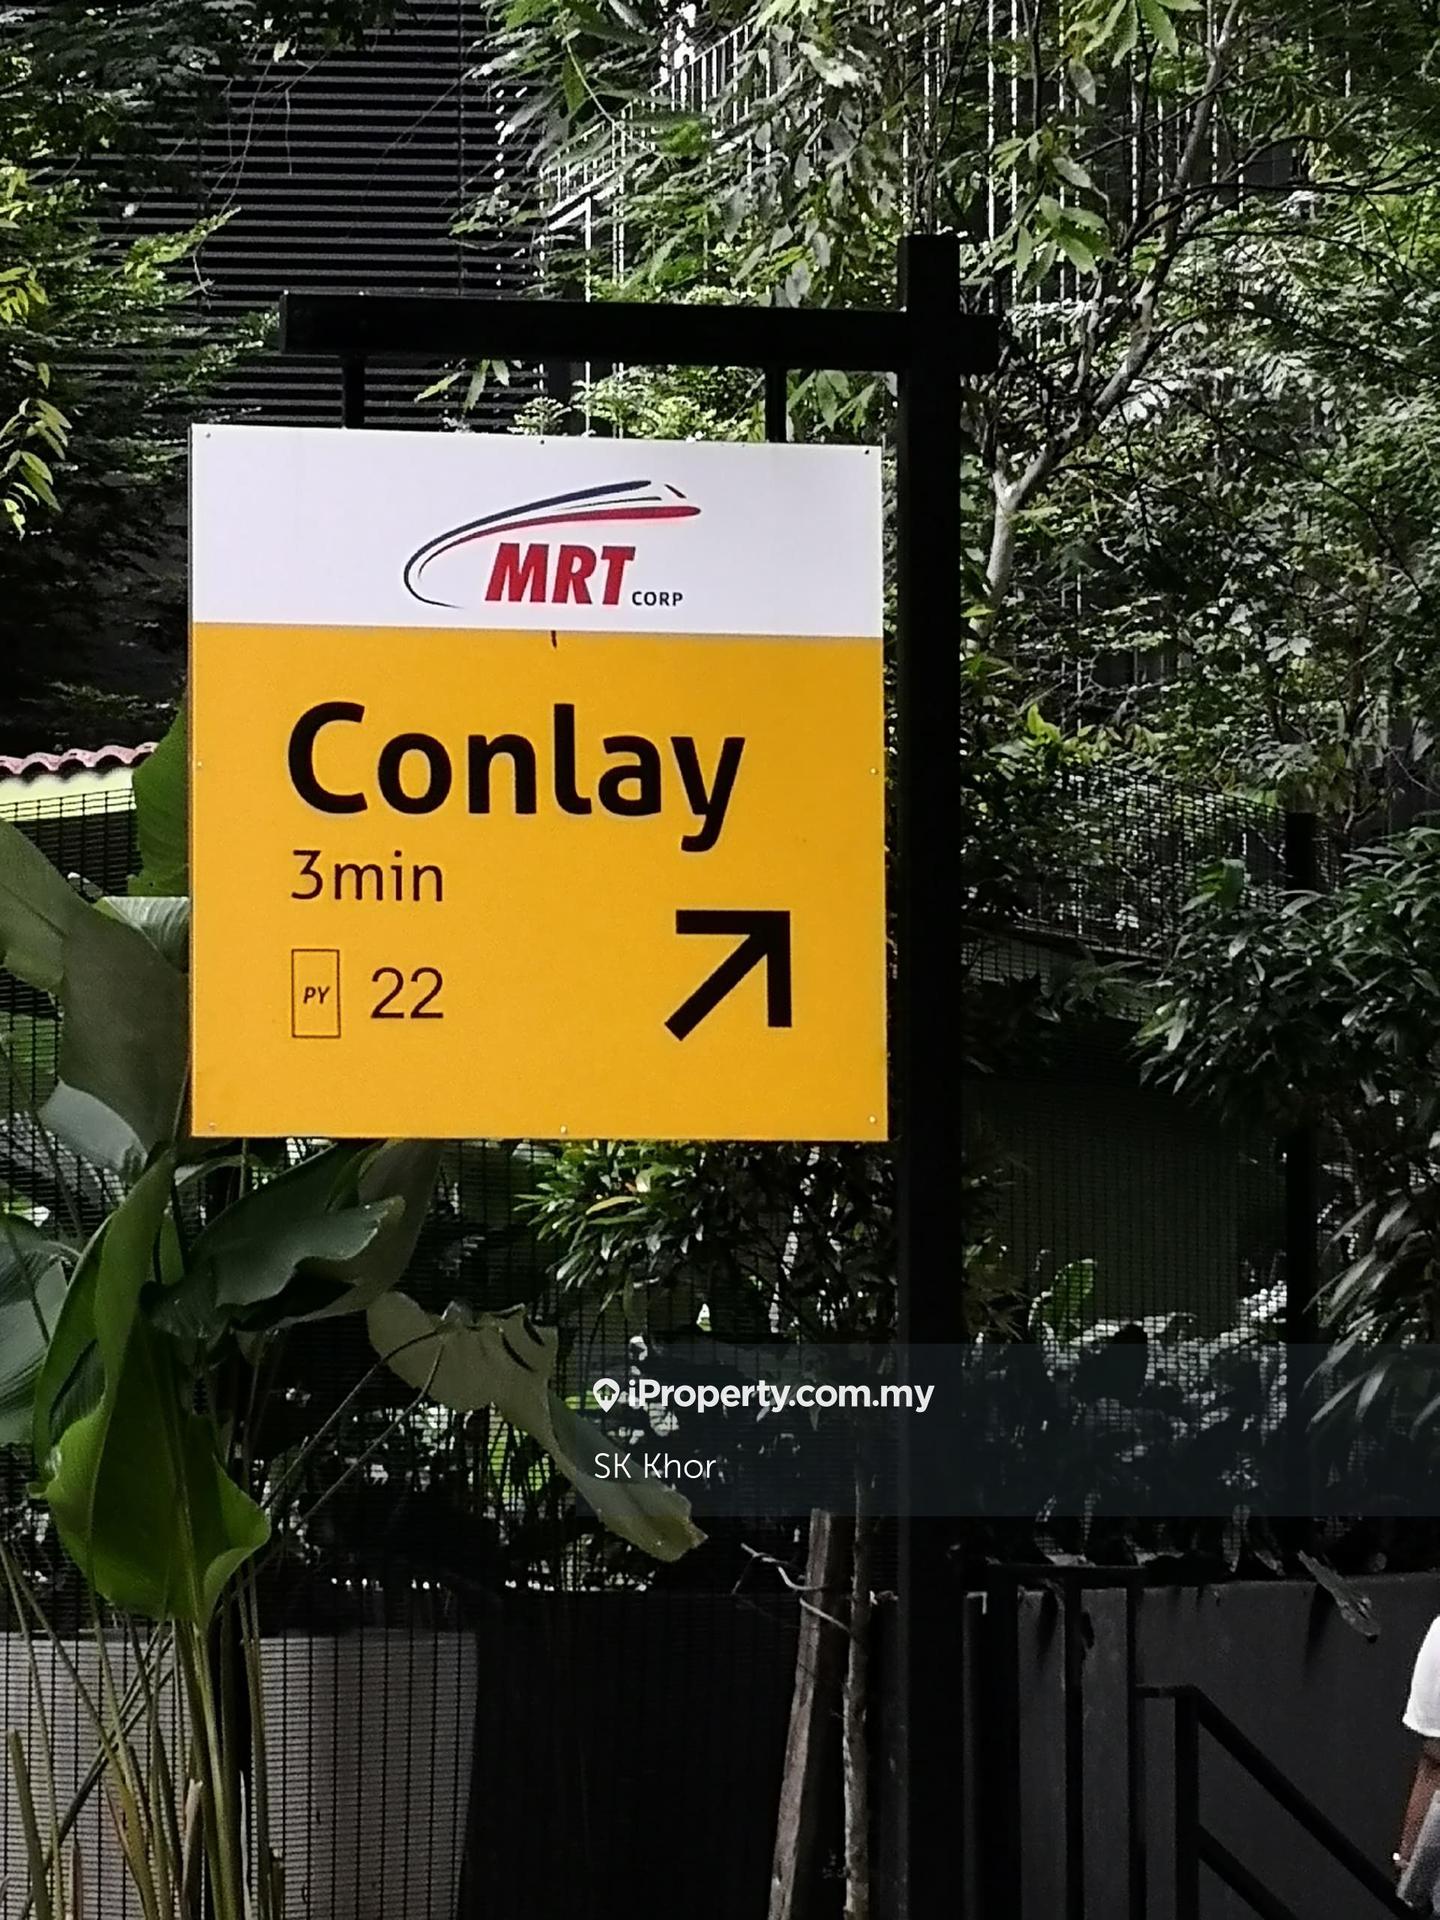 MRT CORP
Conlay
3min
PY 22
iProperty.com.my
SK Khor